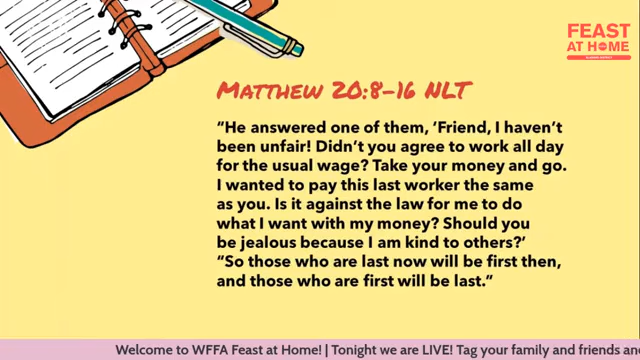 FEAST
AT HOME
MATTHEW 20:8-16 NLT
“He answered one of them, ‘Friend, I haven’t
been unfair! Didn’t you agree to work all day
for the usual wage? Take your money and go.
I wanted to pay this last worker the same
as you. Is it against the law for me to do
what I want with my money? Should you
be jealous because I am kind to others?’
“So those who are last now will be first then,
and those who are first will be last.”
Welcome to WFFA Feast at Home! | Tonight we are LIVE! Tag your family and friends and